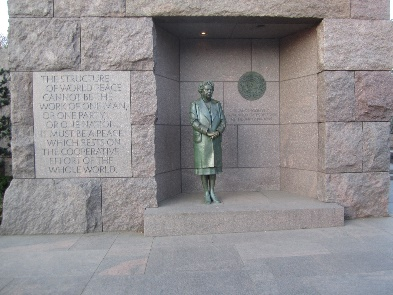 THE STRUCTURE
OF WORLD PEACE
CANNOT BE THE
WORK OF ONE MAN,
OR ONE PARTY,
OR ONE NATION.
IT MUST BE A PEACE
WHICH RESTS ON
THE COOPERATIVE
EFFORT OF THE
WHOLE WORLD.